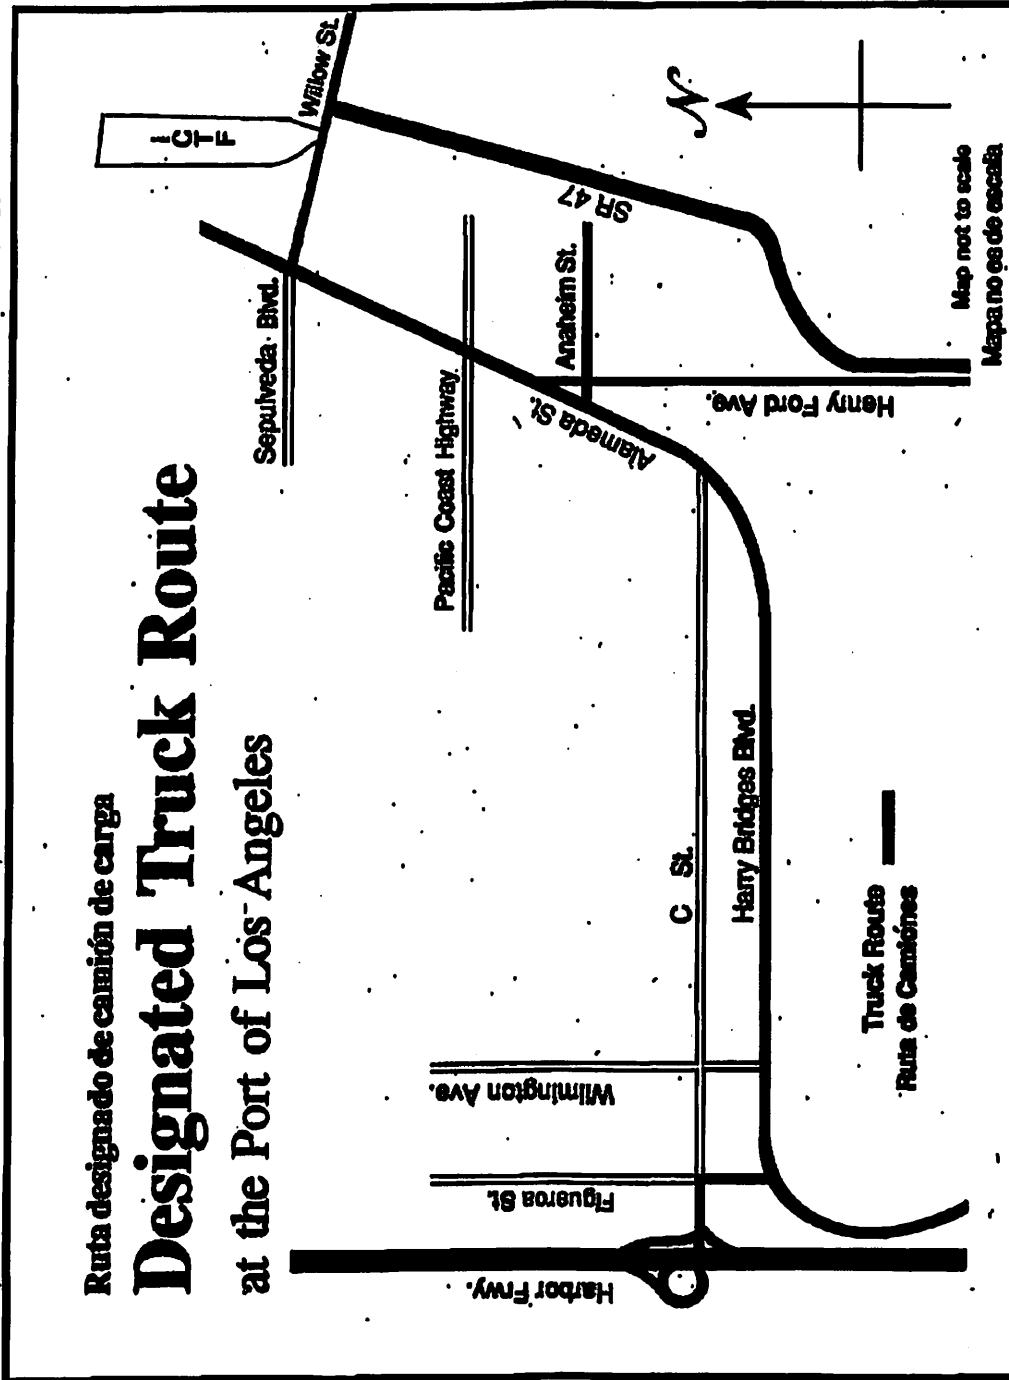 Ruta designado de camión de carga
Designated Truck Route
at the Port of Los Angeles
Sepulveda Blvd.
Willow St.
ICTF
Pacific Coast Highway
Anaheim St.
SR 47
Alameda St.
Henry Ford Ave.
C St.
Harry Bridges Blvd.
Wilmington Ave.
Figueroa St.
Harbor Frwy.
N
Truck Route
Ruta de Camiónes
Map not to scale
Mapa no es de escala